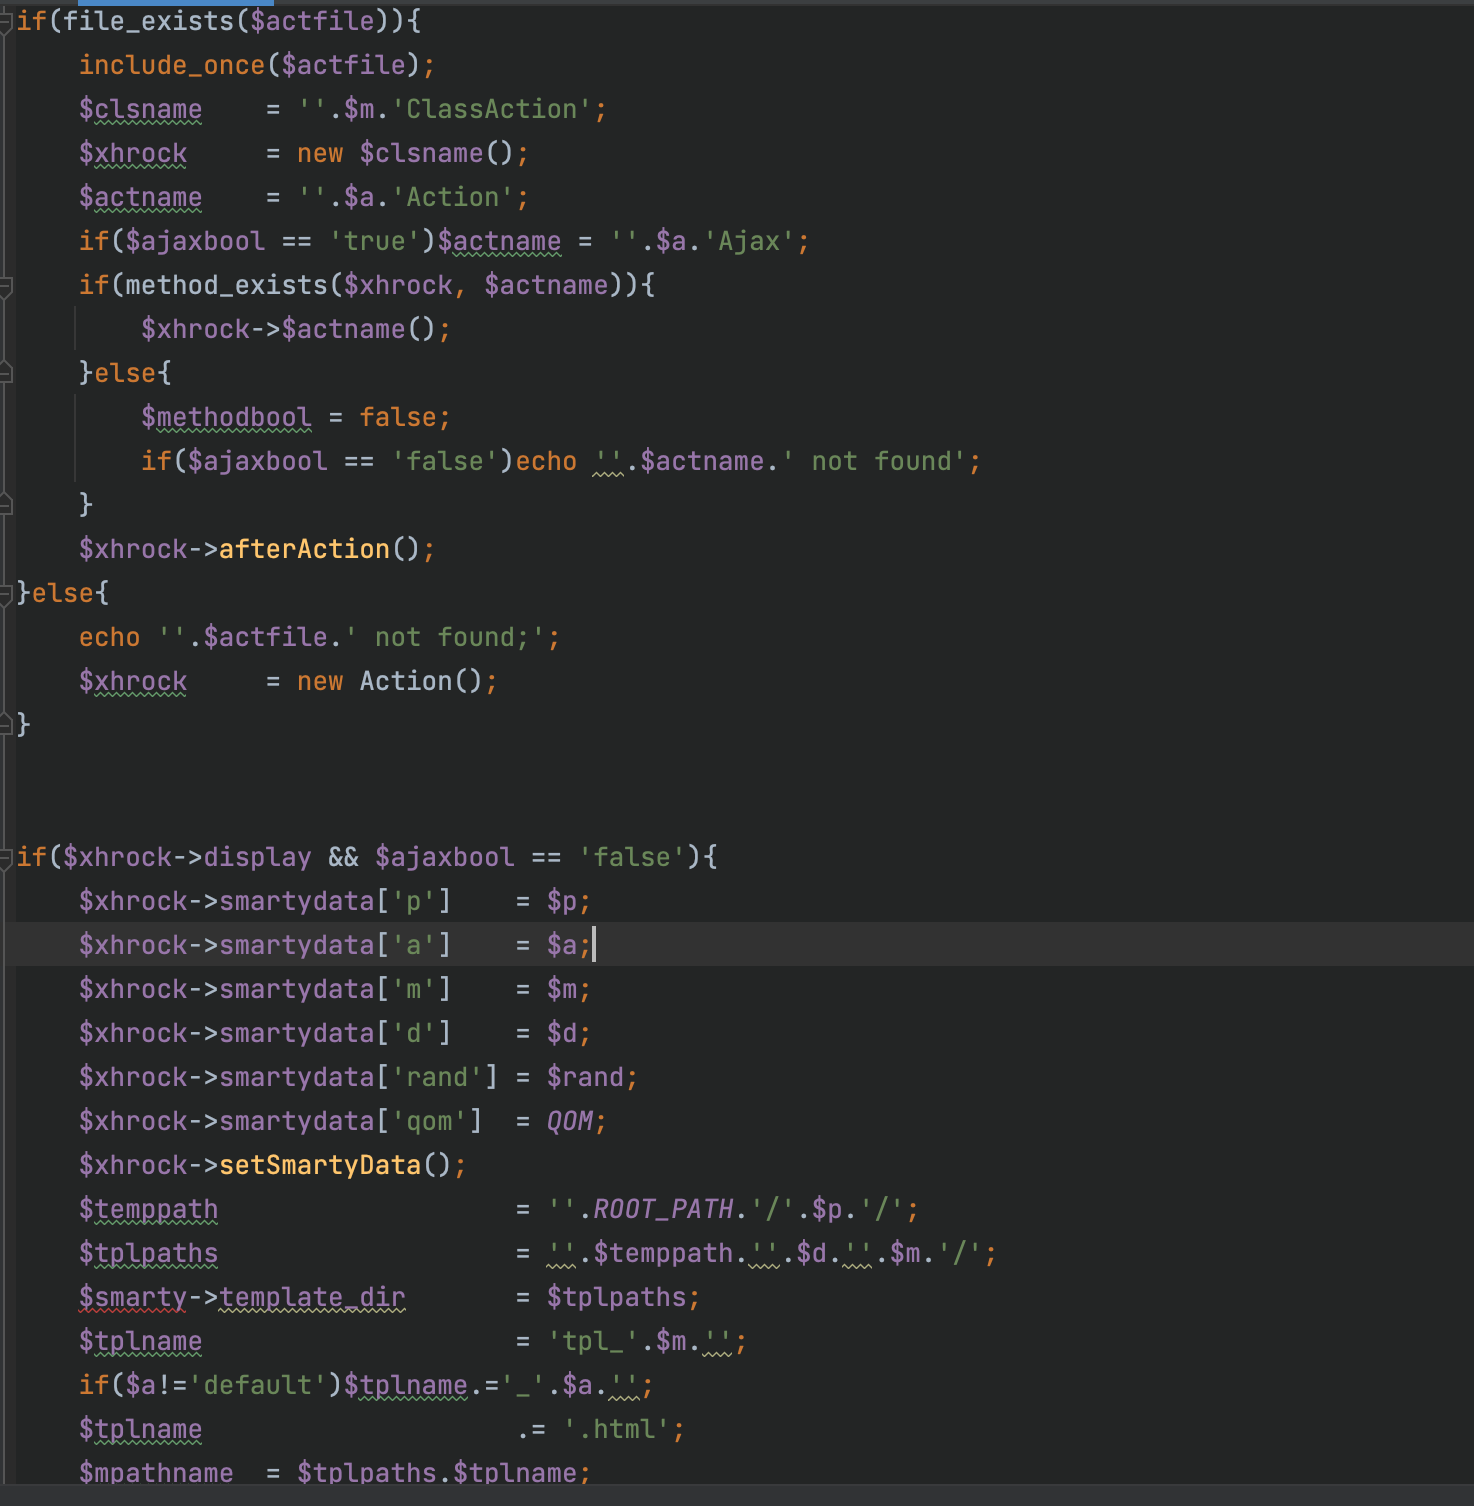 if(file_exists($actfile)){
    include_once($actfile);
    $clsname    = ''.$m.'ClassAction';
    $xhrock     = new $clsname();
    $actname    = ''.$a.'Action';
    if($ajaxbool == 'true')$actname = ''.$a.'Ajax';
    if(method_exists($xhrock, $actname)){
        $xhrock->$actname();
    }else{
        $methodbool = false;
        if($ajaxbool == 'false')echo ''.$actname.' not found';
    }
    $xhrock->afterAction();
}else{
    echo ''.$actfile.' not found;';
    $xhrock     = new Action();
}
if($xhrock->display && $ajaxbool == 'false'){
    $xhrock->smartydata['p']    = $p;
    $xhrock->smartydata['a']    = $a;
    $xhrock->smartydata['m']    = $m;
    $xhrock->smartydata['d']    = $d;
    $xhrock->smartydata['rand'] = $rand;
    $xhrock->smartydata['qom']  = QOM;
    $xhrock->setSmartyData();
    $temppath                   = ''.ROOT_PATH.'/'.$p.'/';
    $tplpaths                   = ''.$temppath.''.$d.''.$m.'/';
    $smarty->template_dir       = $tplpaths;
    $tplname                    = 'tpl_'.$m.'';
    if($a!='default')$tplname.='_'.$a.'';
    $tplname                    .= '.html';
    $mpathname  = $tplpaths.$tplname;